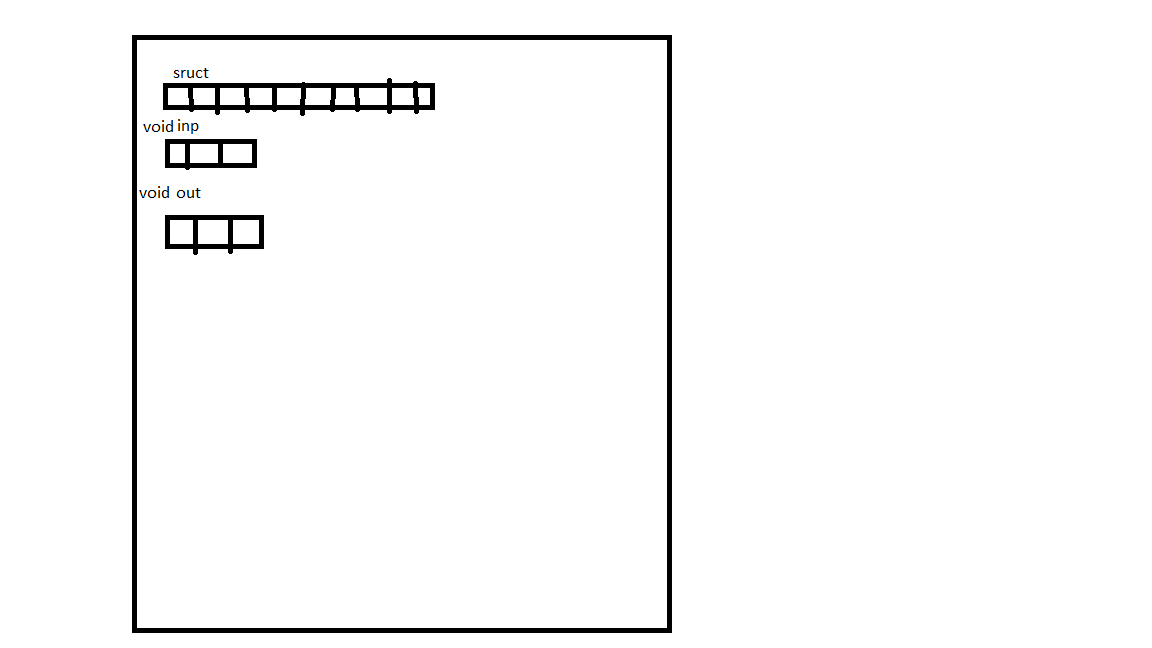 sruct
void inp
void out